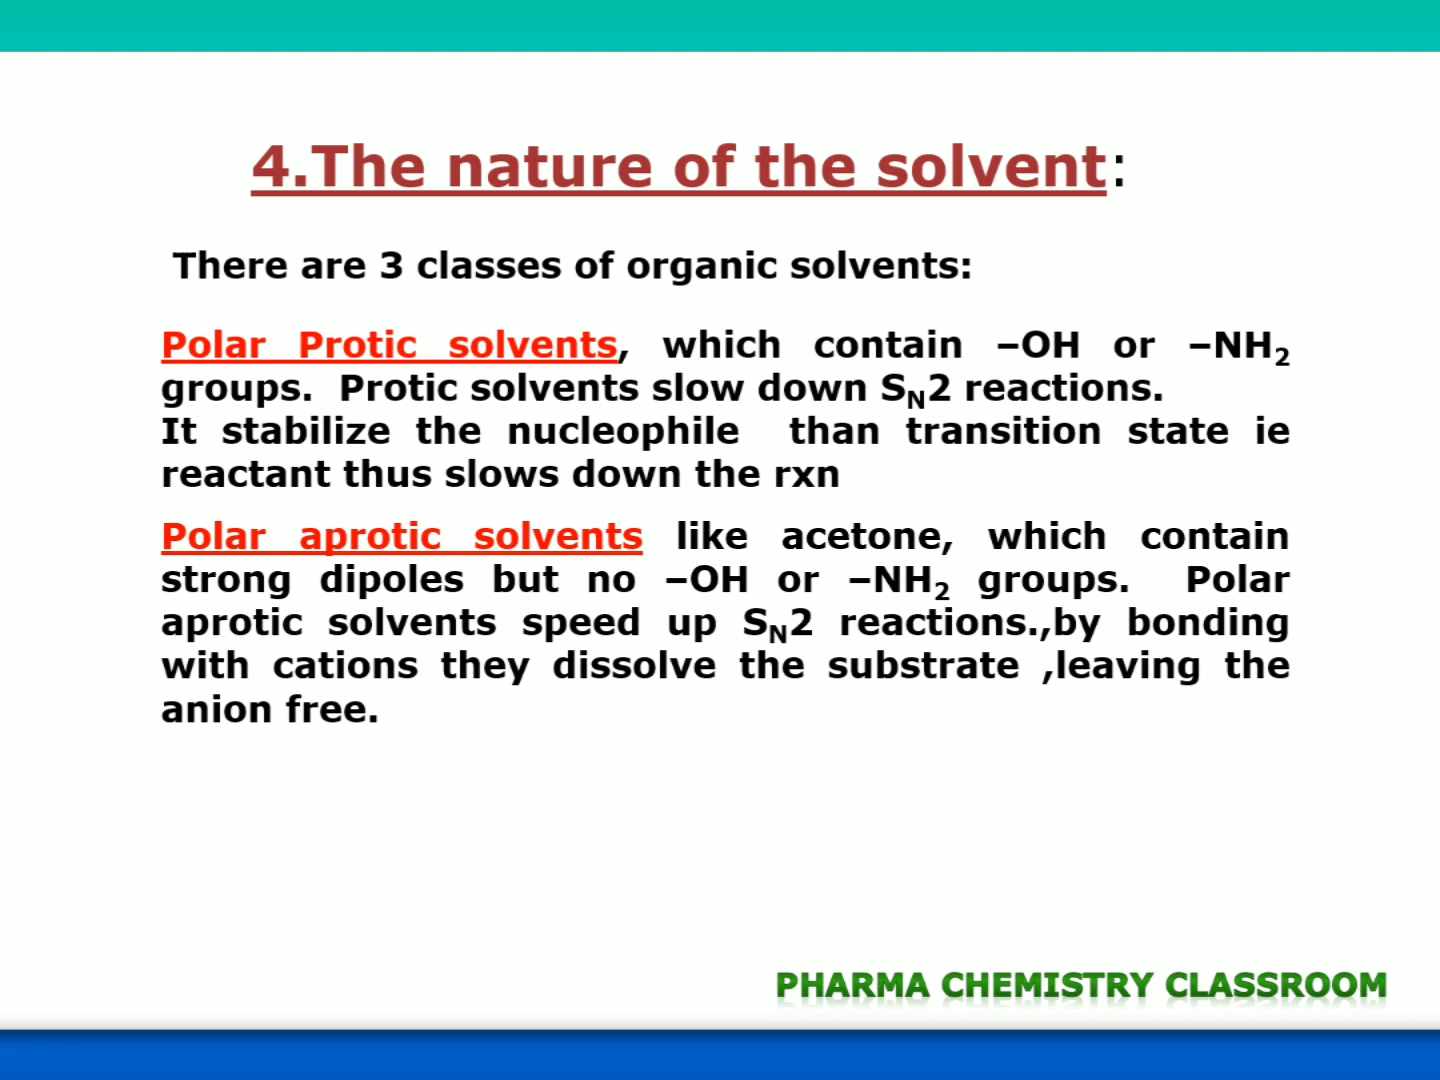 4.The nature of the solvent:
There are 3 classes of organic solvents:
Polar Protic solvents, which contain –OH or –NH2
groups. Protic solvents slow down SN2 reactions.
It stabilize the nucleophile than transition state ie
reactant thus slows down the rxn
Polar aprotic solvents like acetone, which contain
strong dipoles but no –OH or –NH2 groups. Polar
aprotic solvents speed up SN2 reactions.,by bonding
with cations they dissolve the substrate ,leaving the
anion free.
PHARMA CHEMISTRY CLASSROOM